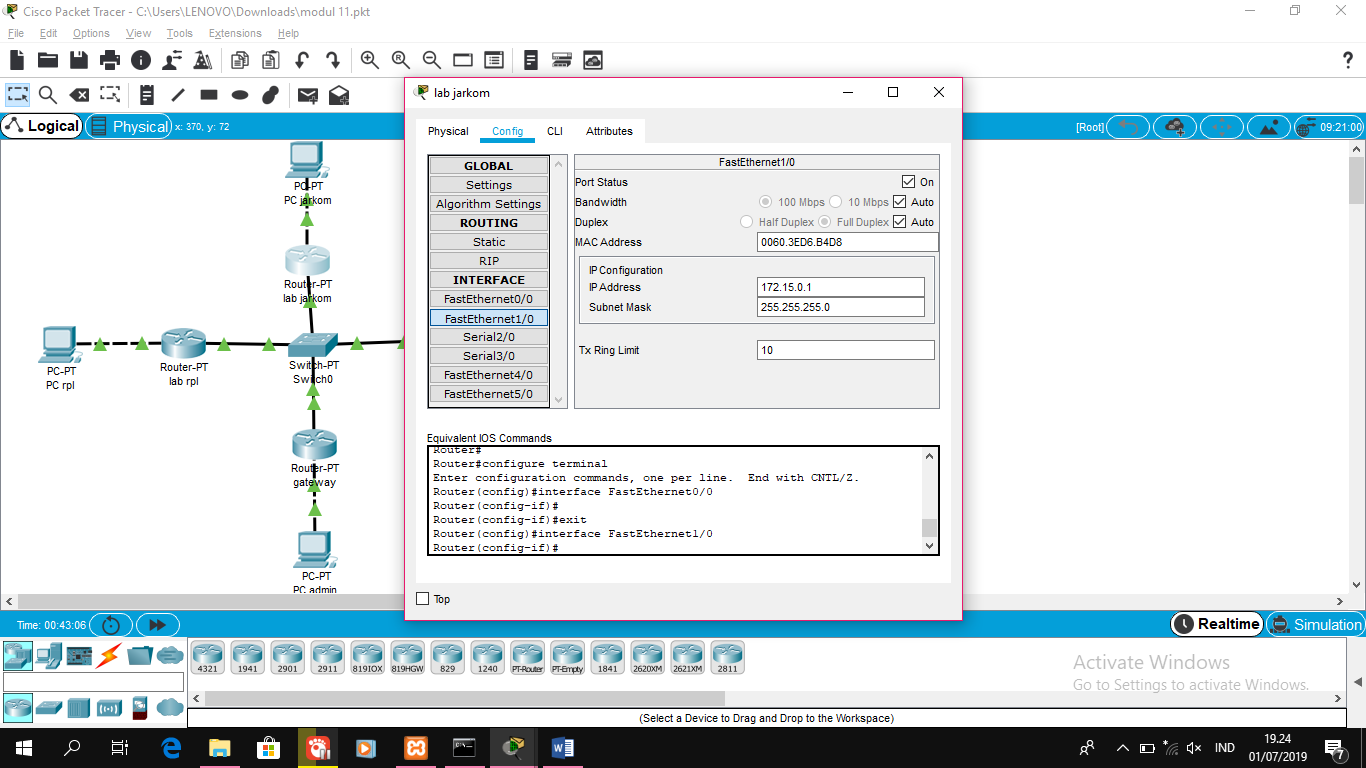 Cisco Packet Tracer - C:\Users\LENOVO\Downloads\modul 11.pkt
File Edit Options View Tools Extensions Help
?
Logical Physical x: 370, y: 72 [Root] 09:21:00
PC-PT
PC jarkom
Router-PT
lab jarkom
PC-PT
PC rpl
Router-PT
lab rpl
Switch-PT
Switch0
Router-PT
gateway
PC-PT
PC admin
lab jarkom
Physical Config CLI Attributes
GLOBAL
Settings
Algorithm Settings
ROUTING
Static
RIP
INTERFACE
FastEthernet0/0
FastEthernet1/0
Serial2/0
Serial3/0
FastEthernet4/0
FastEthernet5/0
FastEthernet1/0
Port Status On
Bandwidth 100 Mbps 10 Mbps Auto
Duplex Half Duplex Full Duplex Auto
MAC Address 0060.3ED6.B4D8
IP Configuration
IP Address 172.15.0.1
Subnet Mask 255.255.255.0
Tx Ring Limit 10
Equivalent IOS Commands
Router#
Router#configure terminal
Enter configuration commands, one per line. End with CNTL/Z.
Router(config)#interface FastEthernet0/0
Router(config-if)#
Router(config-if)#exit
Router(config)#interface FastEthernet1/0
Router(config-if)#
Top
Time: 00:43:06 Realtime Simulation
4321 1941 2901 2911 819IOX 819HGW 829 1240 PT-Router PT-Empty 1841 2620XM 2621XM 2811
Activate Windows
Go to Settings to activate Windows.
(Select a Device to Drag and Drop to the Workspace)
IND
19.24
01/07/2019
7